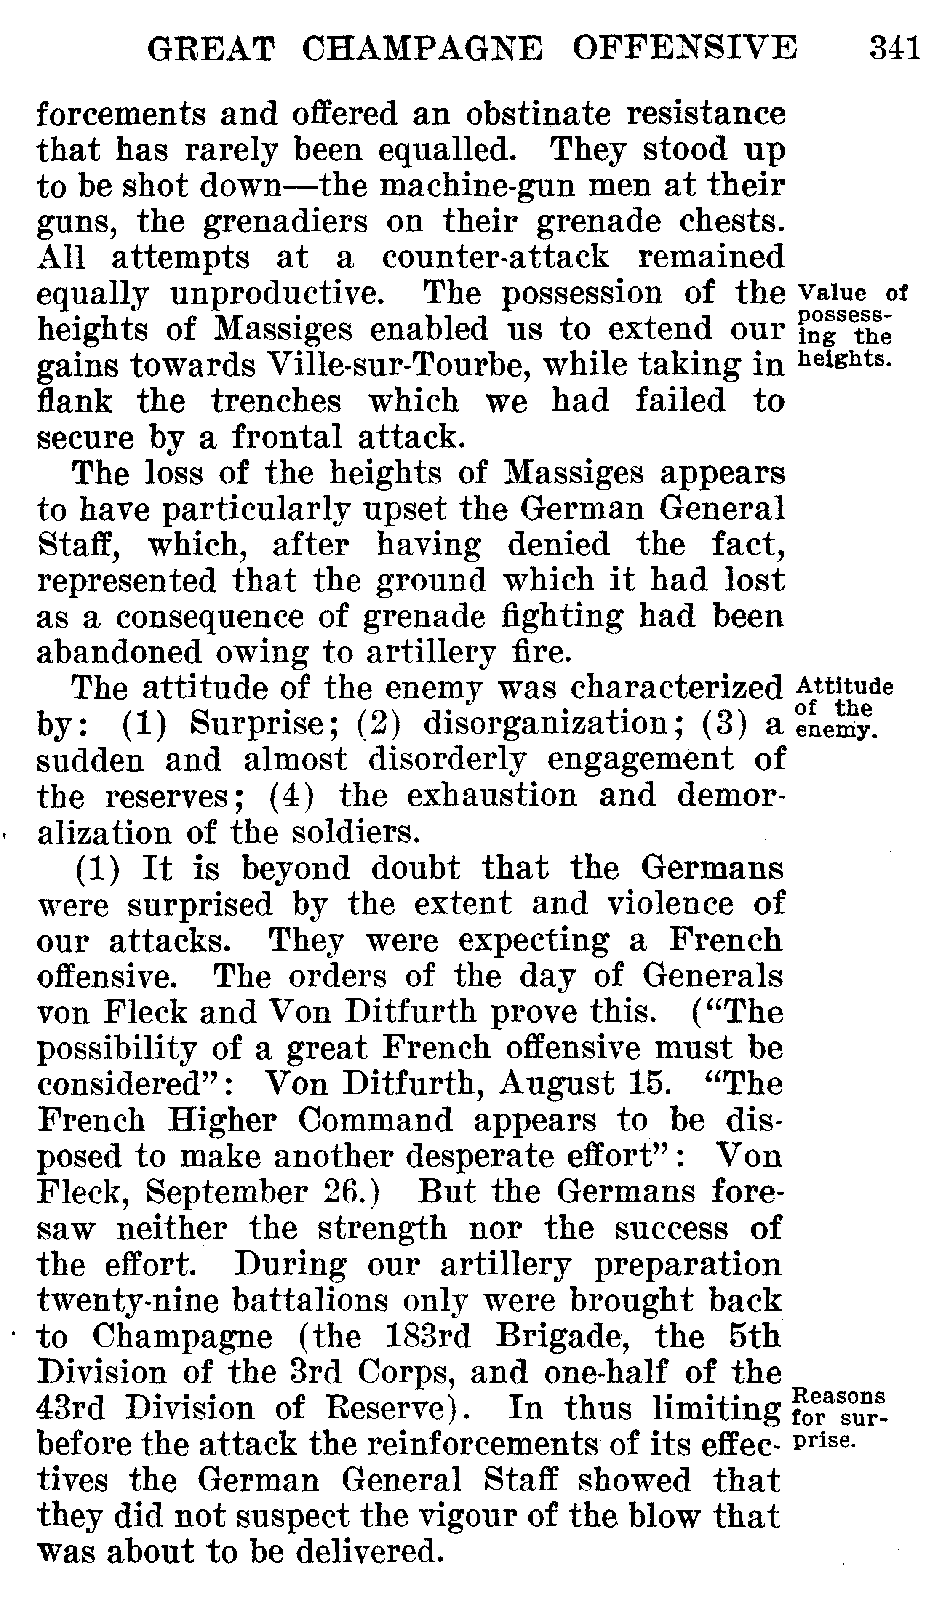 GREAT CHAMPAGNE OFFENSIVE 341
forcements and offered an obstinate resistance
that has rarely been equalled. They stood up
to be shot down—the machine-gun men at their
guns, the grenadiers on their grenade chests.
All attempts at a counter-attack remained
equally unproductive. The possession of the
heights of Massiges enabled us to extend our
gains towards Ville-sur-Tourbe, while taking in
flank the trenches which we had failed to
secure by a frontal attack.
Value of
possess-
ing the
heights.
The loss of the heights of Massiges appears
to have particularly upset the German General
Staff, which, after having denied the fact,
represented that the ground which it had lost
as a consequence of grenade fighting had been
abandoned owing to artillery fire.
The attitude of the enemy was characterized
by: (1) Surprise; (2) disorganization; (3) a
sudden and almost disorderly engagement of
the reserves; (4) the exhaustion and demor-
alization of the soldiers.
Attitude
of the
enemy.
(1) It is beyond doubt that the Germans
were surprised by the extent and violence of
our attacks. They were expecting a French
offensive. The orders of the day of Generals
von Fleck and Von Ditfurth prove this. (“The
possibility of a great French offensive must be
considered”: Von Ditfurth, August 15. “The
French Higher Command appears to be dis-
posed to make another desperate effort”: Von
Fleck, September 26.) But the Germans fore-
saw neither the strength nor the success of
the effort. During our artillery preparation
twenty-nine battalions only were brought back
to Champagne (the 183rd Brigade, the 5th
Division of the 3rd Corps, and one-half of the
43rd Division of Reserve). In thus limiting
before the attack the reinforcements of its effec-
tives the German General Staff showed that
they did not suspect the vigour of the blow that
was about to be delivered.
Reasons
for sur-
prise.